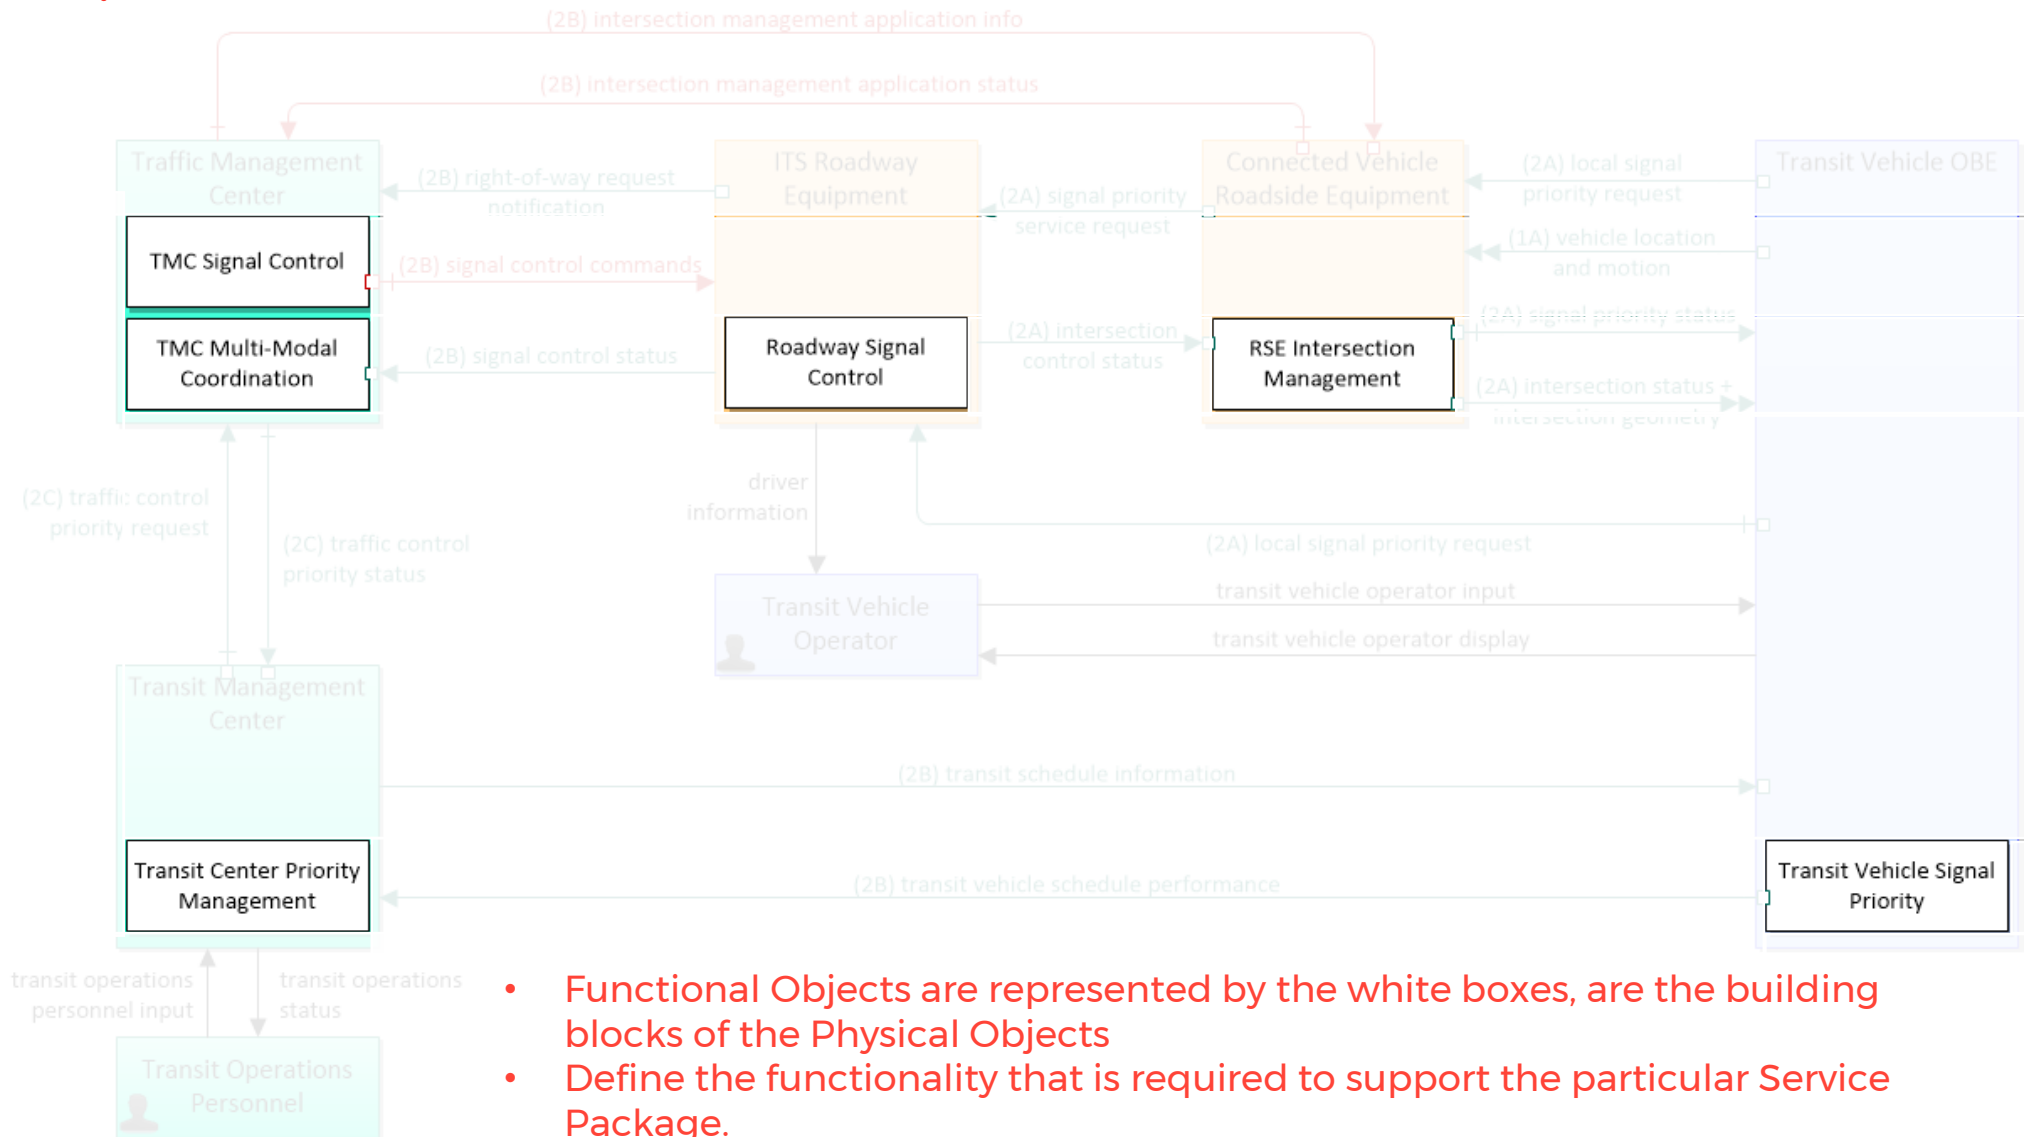 (2B) intersection management application info
(2B) intersection management application status
Traffic Management
Center
ITS Roadway
Equipment
Connected Vehicle
Roadside Equipment
Transit Vehicle OBE
(2B) right-of-way request
notification
(2A) signal priority
service request
(2A) local signal
priority request
TMC Signal Control
(2B) signal control commands
(1A) vehicle location
and motion
TMC Multi-Modal
Coordination
(2B) signal control status
Roadway Signal
Control
(2A) intersection
control status
RSE Intersection
Management
(2A) signal priority status
(2A) intersection status +
intersection geometry
(2C) traffic control
priority request
(2C) traffic control
priority status
driver
information
(2A) local signal priority request
Transit Vehicle
Operator
transit vehicle operator input
transit vehicle operator display
Transit Management
Center
(2B) transit schedule information
Transit Center Priority
Management
(2B) transit vehicle schedule performance
Transit Vehicle Signal
Priority
transit operations
personnel input
transit operations
status
Transit Operations
Personnel
• Functional Objects are represented by the white boxes, are the building
blocks of the Physical Objects
• Define the functionality that is required to support the particular Service
Package.